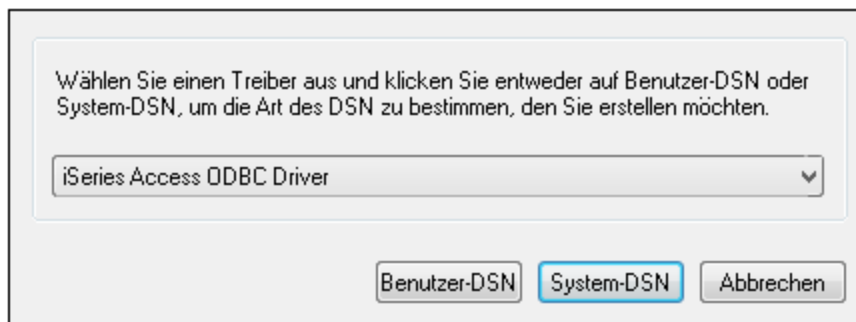 Wählen Sie einen Treiber aus und klicken Sie entweder auf Benutzer-DSN oder
System-DSN, um die Art des DSN zu bestimmen, den Sie erstellen möchten.
iSeries Access ODBC Driver
Benutzer-DSN System-DSN Abbrechen